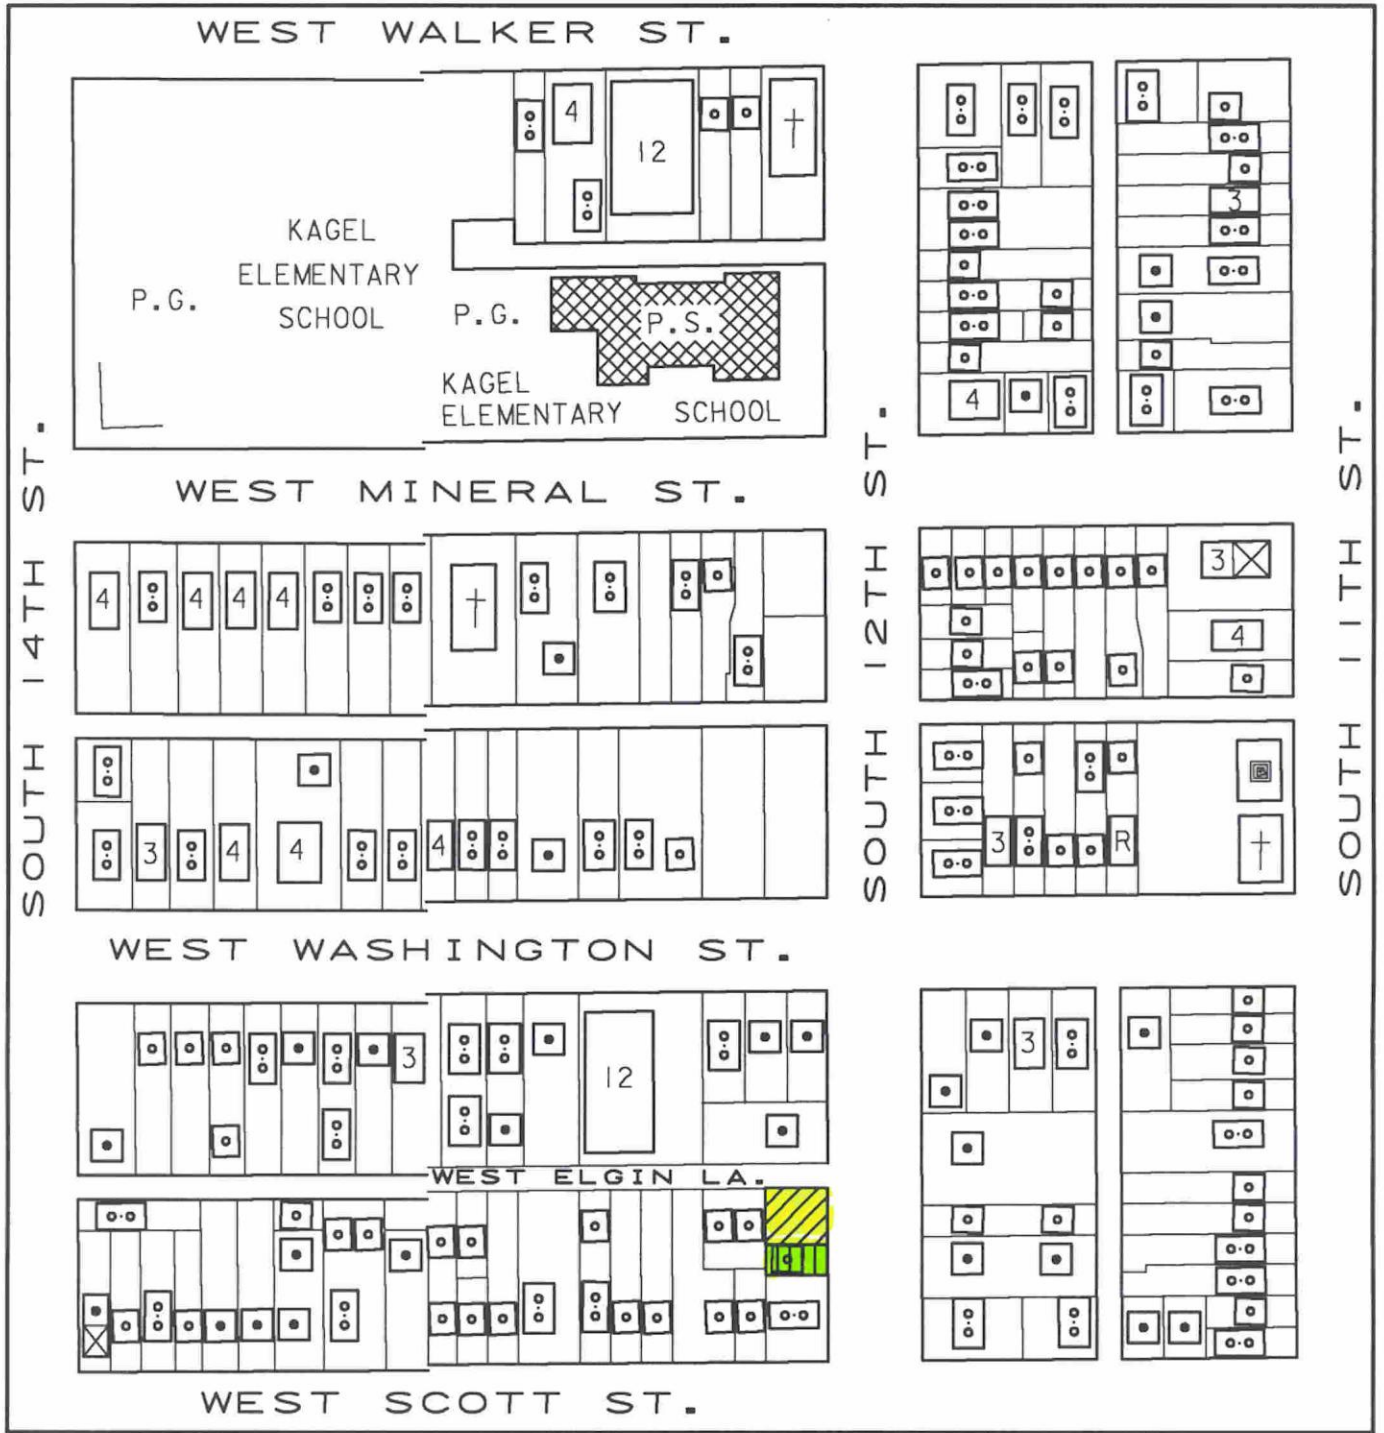 WEST WALKER ST.
4
12
3
KAGEL
ELEMENTARY
SCHOOL
P.G.
P.G.
P.S.
KAGEL
ELEMENTARY SCHOOL
4
SOUTH 14TH ST.
SOUTH 12TH ST.
SOUTH 11TH ST.
WEST MINERAL ST.
4
4
4
4
3
4
3
4
4
4
3
R
WEST WASHINGTON ST.
3
12
3
WEST ELGIN LA.
WEST SCOTT ST.